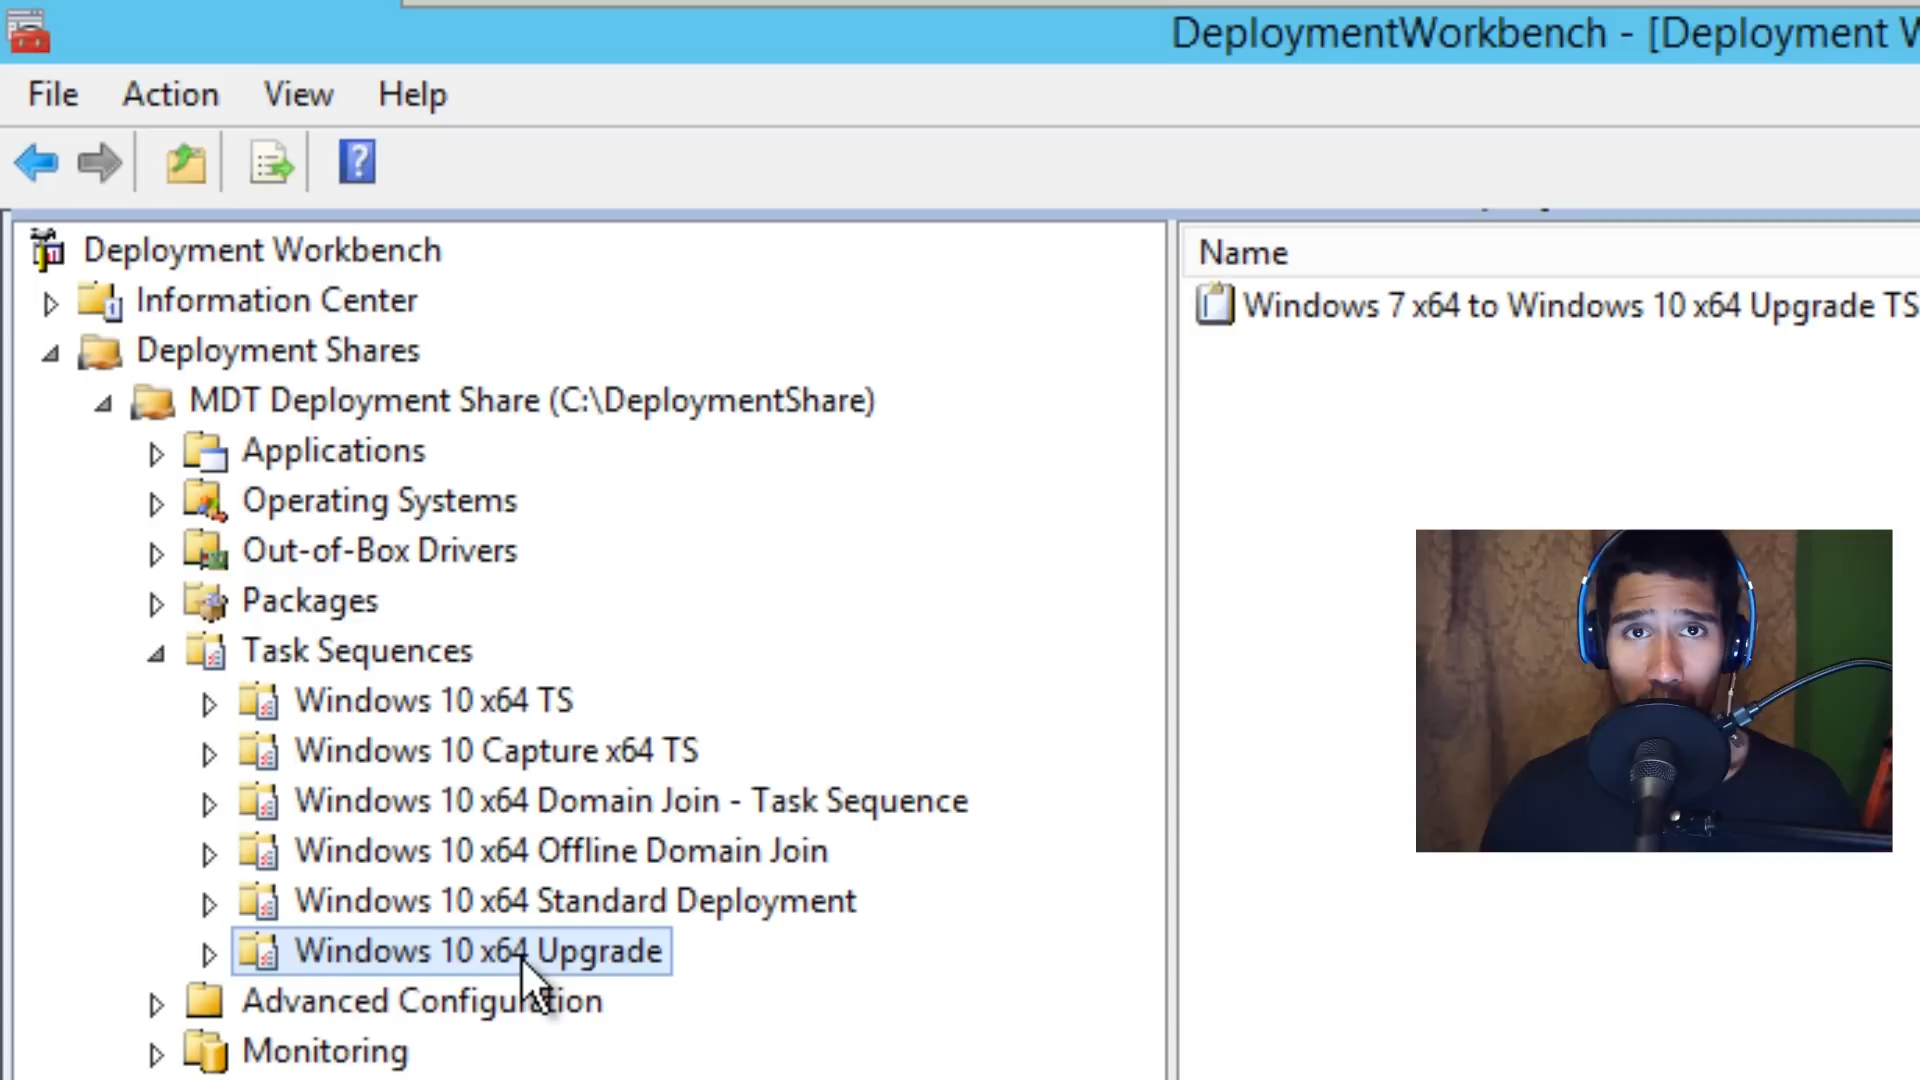 DeploymentWorkbench - [Deployment W
File Action View Help
Deployment Workbench
Information Center
Deployment Shares
MDT Deployment Share (C:\DeploymentShare)
Applications
Operating Systems
Out-of-Box Drivers
Packages
Task Sequences
Windows 10 x64 TS
Windows 10 Capture x64 TS
Windows 10 x64 Domain Join - Task Sequence
Windows 10 x64 Offline Domain Join
Windows 10 x64 Standard Deployment
Windows 10 x64 Upgrade
Advanced Configuration
Monitoring
Name
Windows 7 x64 to Windows 10 x64 Upgrade TS